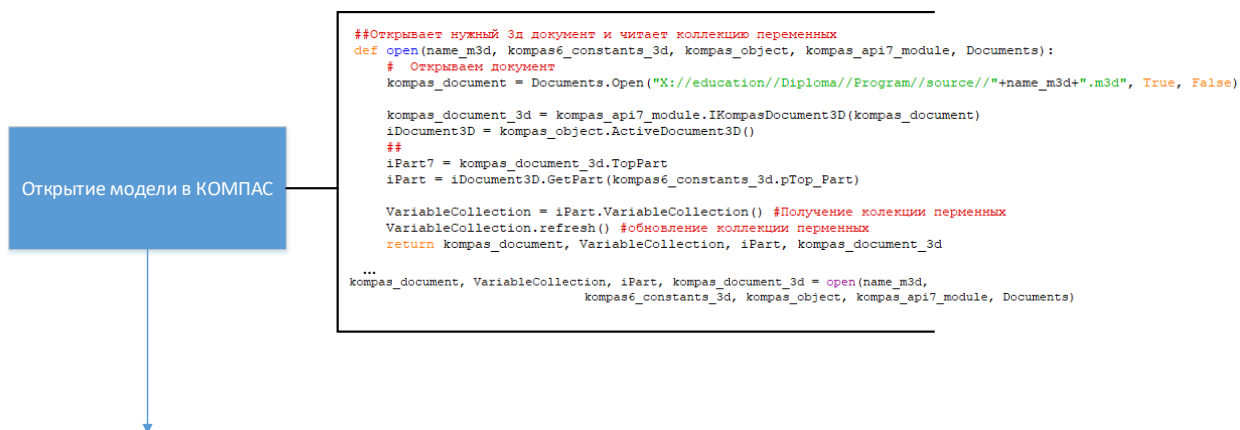 Открытие модели в КОМПАС
##Открывает нужный 3д документ и читает коллекцию переменных
def open(name_m3d, kompas6_constants_3d, kompas_object, kompas_api7_module, Documents):
#  Открываем документ
kompas_document = Documents.Open("X://education//Diploma//Program//source//"+name_m3d+".m3d", True, False)
kompas_document_3d = kompas_api7_module.IKompasDocument3D(kompas_document)
iDocument3D = kompas_object.ActiveDocument3D()
##
iPart7 = kompas_document_3d.TopPart
iPart = iDocument3D.GetPart(kompas6_constants_3d.pTop_Part)
VariableCollection = iPart.VariableCollection() #Получение колекции перменных
VariableCollection.refresh() #обновление коллекции перменных
return kompas_document, VariableCollection, iPart, kompas_document_3d
...
kompas_document, VariableCollection, iPart, kompas_document_3d = open(name_m3d,
kompas6_constants_3d, kompas_object, kompas_api7_module, Documents)